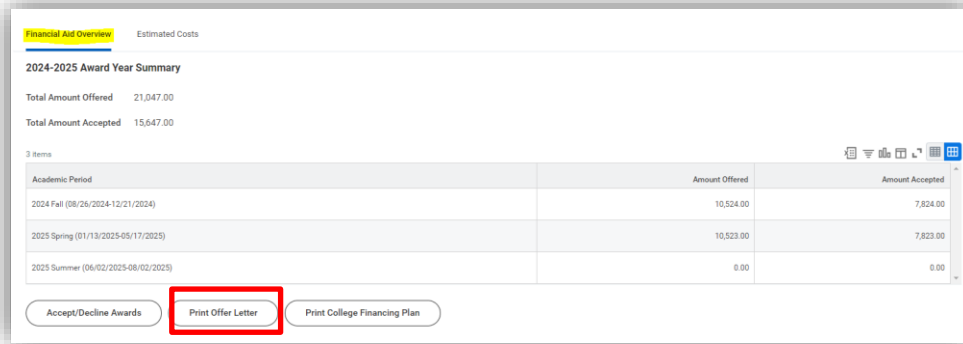 Financial Aid Overview Estimated Costs
2024-2025 Award Year Summary
Total Amount Offered 21,047.00
Total Amount Accepted 15,647.00
3 items
Academic Period Amount Offered Amount Accepted
2024 Fall (08/26/2024-12/21/2024) 10,524.00 7,824.00
2025 Spring (01/13/2025-05/17/2025) 10,523.00 7,823.00
2025 Summer (06/02/2025-08/02/2025) 0.00 0.00
Accept/Decline Awards Print Offer Letter Print College Financing Plan